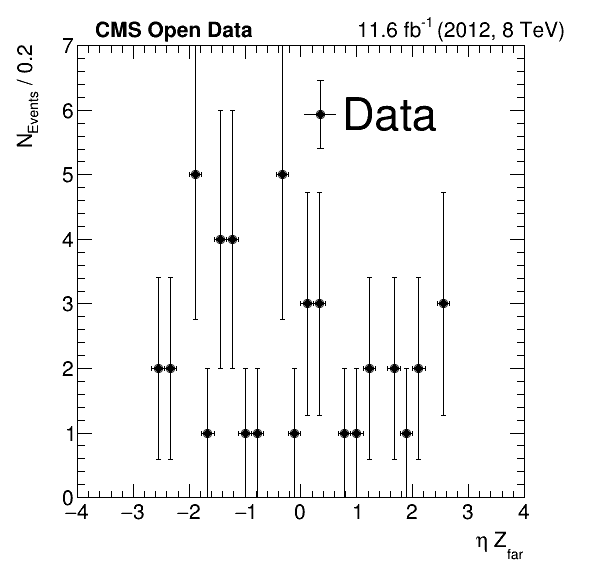 CMS Open Data 11.6 fb⁻¹ (2012, 8 TeV)
N_Events / 0.2
7
6
5
4
3
2
1
0
Data
−4 −3 −2 −1 0 1 2 3 4
η Z_far